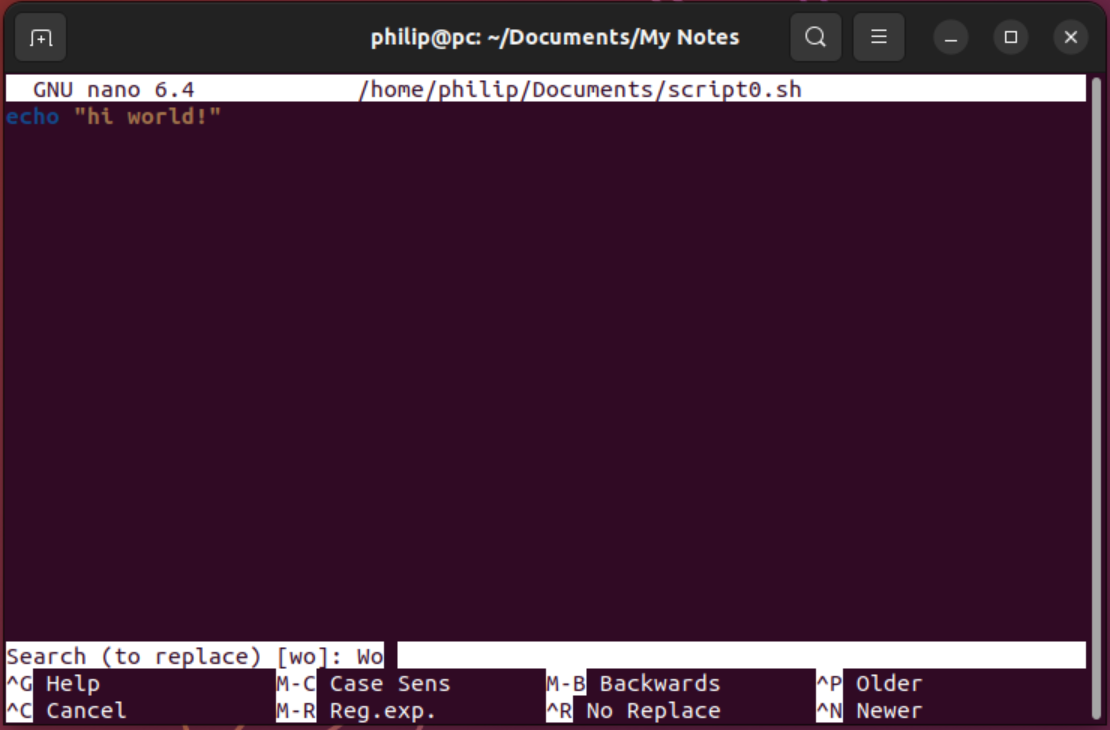 philip@pc: ~/Documents/My Notes
GNU nano 6.4 /home/philip/Documents/script0.sh
echo "hi world!"
Search (to replace) [wo]: Wo
^G Help M-C Case Sens M-B Backwards ^P Older
^C Cancel M-R Reg.exp. ^R No Replace ^N Newer